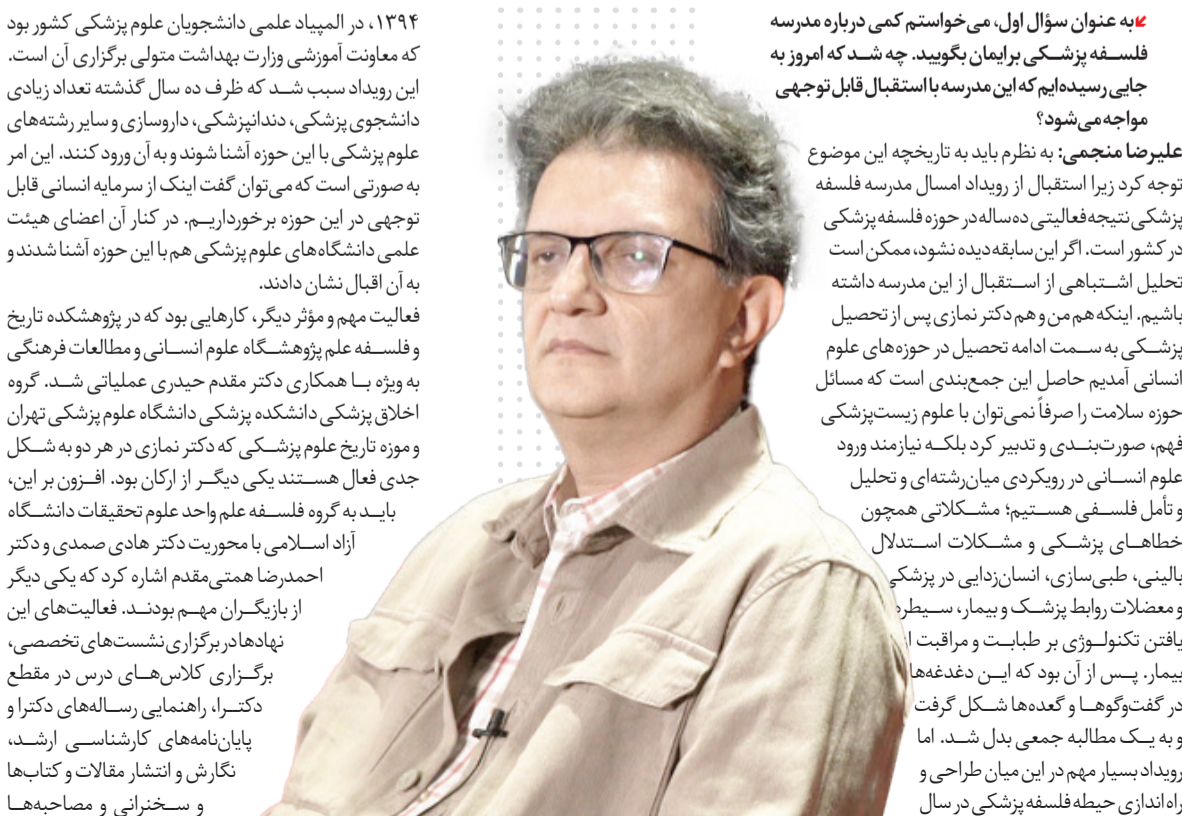 به عنوان سؤال اول، می‌خواستم کمی درباره مدرسه
فلسفه پزشکی برایمان بگویید. چه شد که امروز به
جایی رسیده‌ایم که این مدرسه با استقبال قابل توجهی
مواجه می‌شود؟
علیرضا منجمی: به نظرم باید به تاریخچه این موضوع
توجه کرد زیرا استقبال از رویداد امسال مدرسه فلسفه
پزشکی نتیجه فعالیتی ده‌ساله در حوزه فلسفه پزشکی
در کشور است. اگر این سابقه دیده نشود، ممکن است
تحلیل اشتباهی از استقبال از این مدرسه داشته
باشیم. اینکه هم من و هم دکتر نمازی پس از تحصیل
پزشکی به سمت ادامه تحصیل در حوزه‌های علوم
انسانی آمدیم حاصل این جمع‌بندی است که مسائل
حوزه سلامت را صرفاً نمی‌توان با علوم زیست‌پزشکی
فهم، صورت‌بندی و تدبیر کرد بلکه نیازمند ورود
علوم انسانی در رویکردی میان‌رشته‌ای و تحلیل
و تأمل فلسفی هستیم؛ مشکلاتی همچون
خطاهای پزشکی و مشکلات استدلال
بالینی، طبی‌سازی، انسان‌زدایی در پزشکی
و معضلات روابط پزشک و بیمار، سیطره
یافتن تکنولوژی بر طبابت و مراقبت از
بیمار. پس از آن بود که این دغدغه‌ها
در گفت‌وگوها و گعده‌ها شکل گرفت
و به یک مطالبه جمعی بدل شد. اما
رویداد بسیار مهم در این میان طراحی و
راه‌اندازی حیطه فلسفه پزشکی در سال
۱۳۹۴، در المپیاد علمی دانشجویان علوم پزشکی کشور بود
که معاونت آموزشی وزارت بهداشت متولی برگزاری آن است.
این رویداد سبب شد که ظرف ده سال گذشته تعداد زیادی
دانشجوی پزشکی، دندانپزشکی، داروسازی و سایر رشته‌های
علوم پزشکی با این حوزه آشنا شوند و به آن ورود کنند. این امر
به صورتی است که می‌توان گفت اینک از سرمایه انسانی قابل
توجهی در این حوزه برخورداریم. در کنار آن اعضای هیئت
علمی دانشگاه‌های علوم پزشکی هم با این حوزه آشنا شدند و
به آن اقبال نشان دادند.
فعالیت مهم و مؤثر دیگر، کارهایی بود که در پژوهشکده تاریخ
و فلسفه علم پژوهشگاه علوم انسانی و مطالعات فرهنگی
به ویژه با همکاری دکتر مقدم حیدری عملیاتی شد. گروه
اخلاق پزشکی دانشکده پزشکی دانشگاه علوم پزشکی تهران
و موزه تاریخ علوم پزشکی که دکتر نمازی در هر دو به شکل
جدی فعال هستند یکی دیگر از ارکان بود. افزون بر این،
باید به گروه فلسفه علم واحد علوم تحقیقات دانشگاه
آزاد اسلامی با محوریت دکتر هادی صمدی و دکتر
احمدرضا همتی‌مقدم اشاره کرد که یکی دیگر
از بازیگران مهم بودند. فعالیت‌های این
نهادها در برگزاری نشست‌های تخصصی،
برگزاری کلاس‌های درس در مقطع
دکترا، راهنمایی رساله‌های دکترا و
پایان‌نامه‌های کارشناسی ارشد،
نگارش و انتشار مقالات و کتاب‌ها
و سخنرانی و مصاحبه‌ها